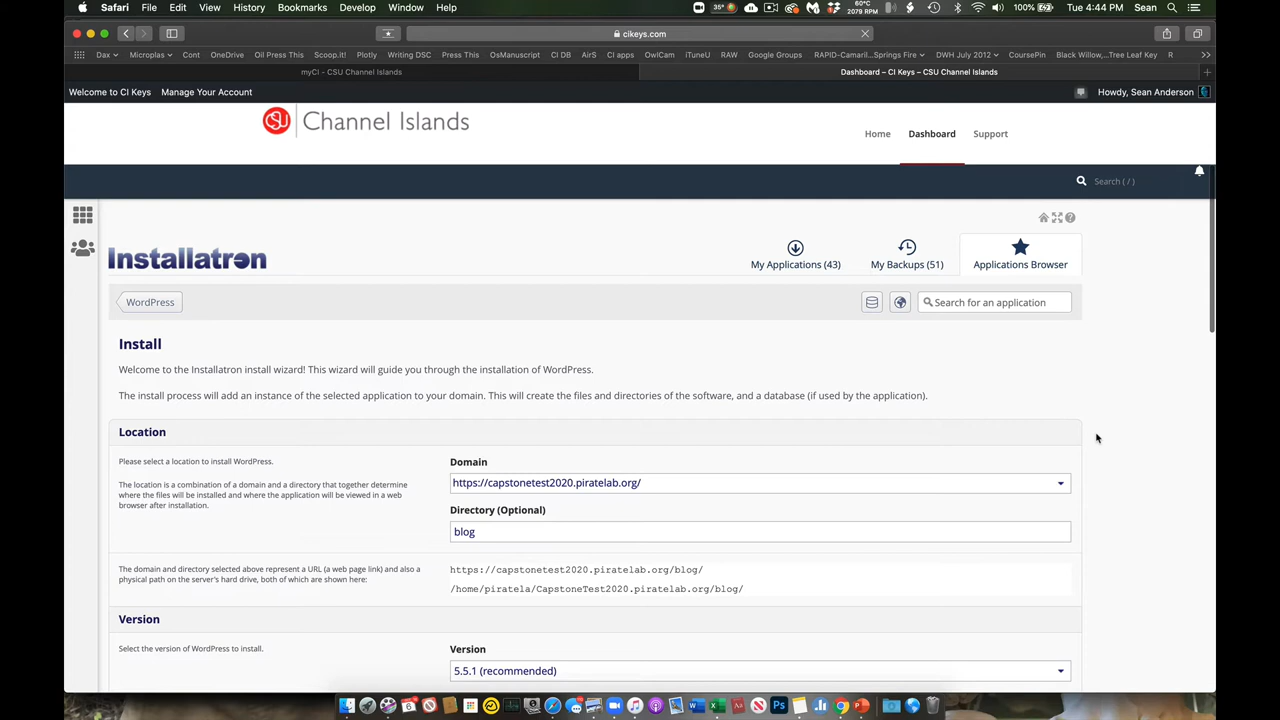 Safari File Edit View History Bookmarks Develop Window Help 35° 60°C 2079 RPM 100% Tue 4:44 PM Sean
cikeys.com
Dax Microplas Cont OneDrive Oil Press This Scoop.it! Plotly Writing DSC Press This OsManuscript CI DB AirS CI apps OwlCam iTuneU RAW Google Groups RAPID-Camaril...Springs Fire DWH July 2012 CoursePin Black Willow,...Tree Leaf Key R
myCI - CSU Channel Islands Dashboard – CI Keys – CSU Channel Islands
Welcome to CI Keys Manage Your Account Howdy, Sean Anderson
CSU Channel Islands
Home Dashboard Support
Search ( / )
Installatron My Applications (43) My Backups (51) Applications Browser
WordPress Search for an application
Install
Welcome to the Installatron install wizard! This wizard will guide you through the installation of WordPress.
The install process will add an instance of the selected application to your domain. This will create the files and directories of the software, and a database (if used by the application).
Location
Please select a location to install WordPress.
The location is a combination of a domain and a directory that together determine
where the files will be installed and where the application will be viewed in a web
browser after installation.
Domain
https://capstonetest2020.piratelab.org/
Directory (Optional)
blog
The domain and directory selected above represent a URL (a web page link) and also a
physical path on the server's hard drive, both of which are shown here:
https://capstonetest2020.piratelab.org/blog/
/home/piratela/CapstoneTest2020.piratelab.org/blog/
Version
Select the version of WordPress to install.
Version
5.5.1 (recommended)